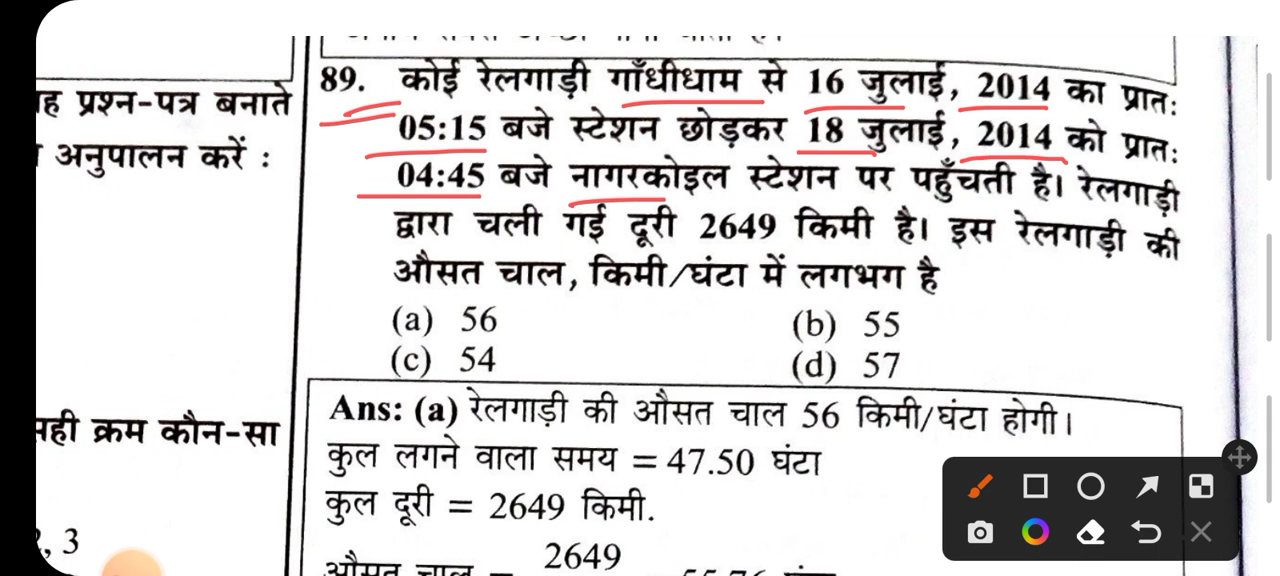 ह प्रश्न-पत्र बनाते
अनुपालन करें :
सही क्रम कौन-सा
, 3
89. कोई रेलगाड़ी गाँधीधाम से 16 जुलाई, 2014 का प्रातः
05:15 बजे स्टेशन छोड़कर 18 जुलाई, 2014 को प्रातः
04:45 बजे नागरकोइल स्टेशन पर पहुँचती है। रेलगाड़ी
द्वारा चली गई दूरी 2649 किमी है। इस रेलगाड़ी की
औसत चाल, किमी/घंटा में लगभग है
(a) 56 (b) 55
(c) 54 (d) 57
Ans: (a) रेलगाड़ी की औसत चाल 56 किमी/घंटा होगी।
कुल लगने वाला समय = 47.50 घंटा
कुल दूरी = 2649 किमी.
औसत चाल = 2649